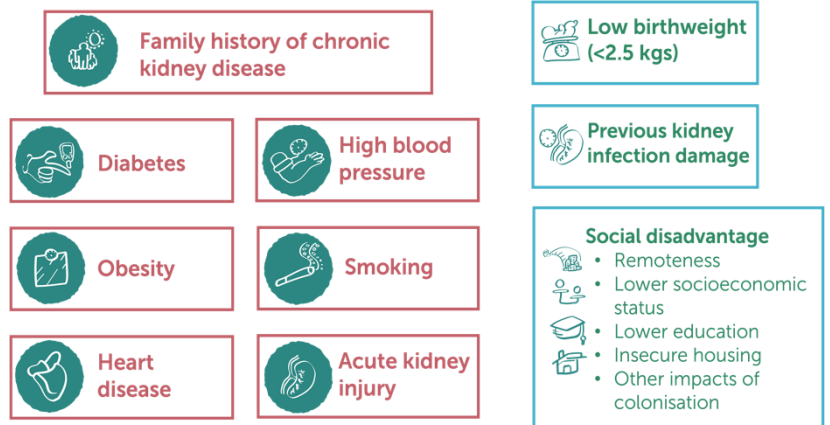 Family history of chronic
kidney disease
Diabetes
High blood
pressure
Obesity
Smoking
Heart
disease
Acute kidney
injury
Low birthweight
(<2.5 kgs)
Previous kidney
infection damage
Social disadvantage
• Remoteness
• Lower socioeconomic
status
• Lower education
• Insecure housing
• Other impacts of
colonisation